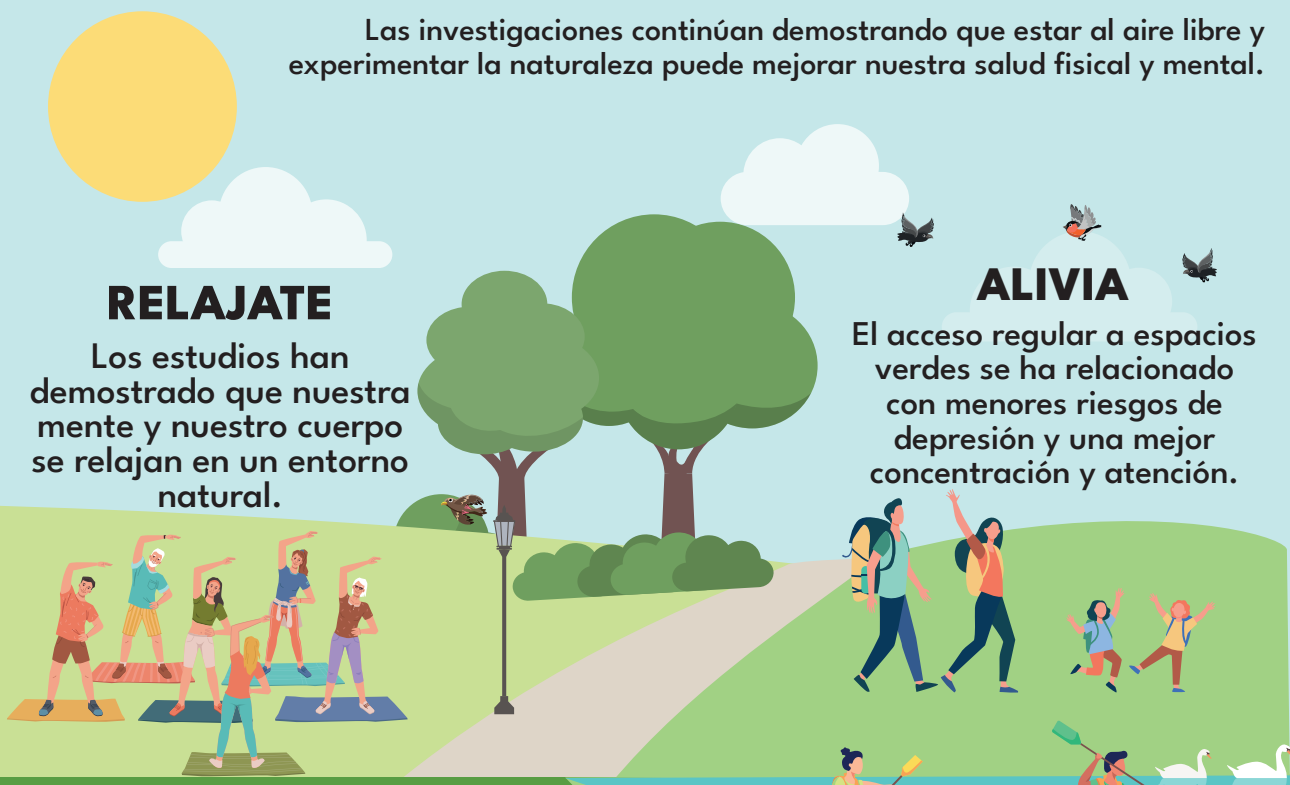 Las investigaciones continúan demostrando que estar al aire libre y
experimentar la naturaleza puede mejorar nuestra salud fisical y mental.
RELAJATE
Los estudios han
demostrado que nuestra
mente y nuestro cuerpo
se relajan en un entorno
natural.
ALIVIA
El acceso regular a espacios
verdes se ha relacionado
con menores riesgos de
depresión y una mejor
concentración y atención.